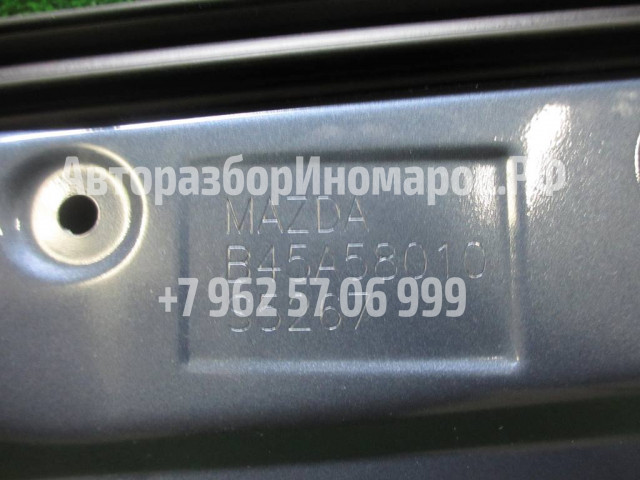 АвторазборИномарок.РФ
MAZDA
B45A58010
+7 962 57 06 999